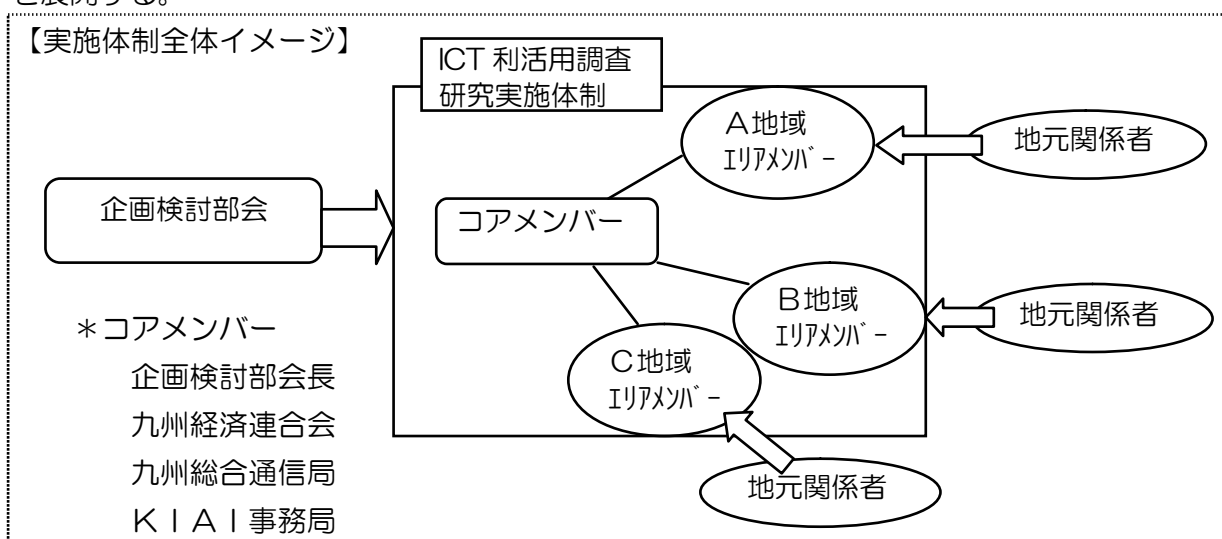 と展開する。
【実施体制全体イメージ】
ICT 利活用調査
研究実施体制
A地域
ｴﾘｱﾒﾝﾊﾞｰ
地元関係者
企画検討部会
コアメンバー
B地域
ｴﾘｱﾒﾝﾊﾞｰ
地元関係者
C地域
ｴﾘｱﾒﾝﾊﾞｰ
地元関係者
＊コアメンバー
企画検討部会長
九州経済連合会
九州総合通信局
ＫＩＡＩ事務局